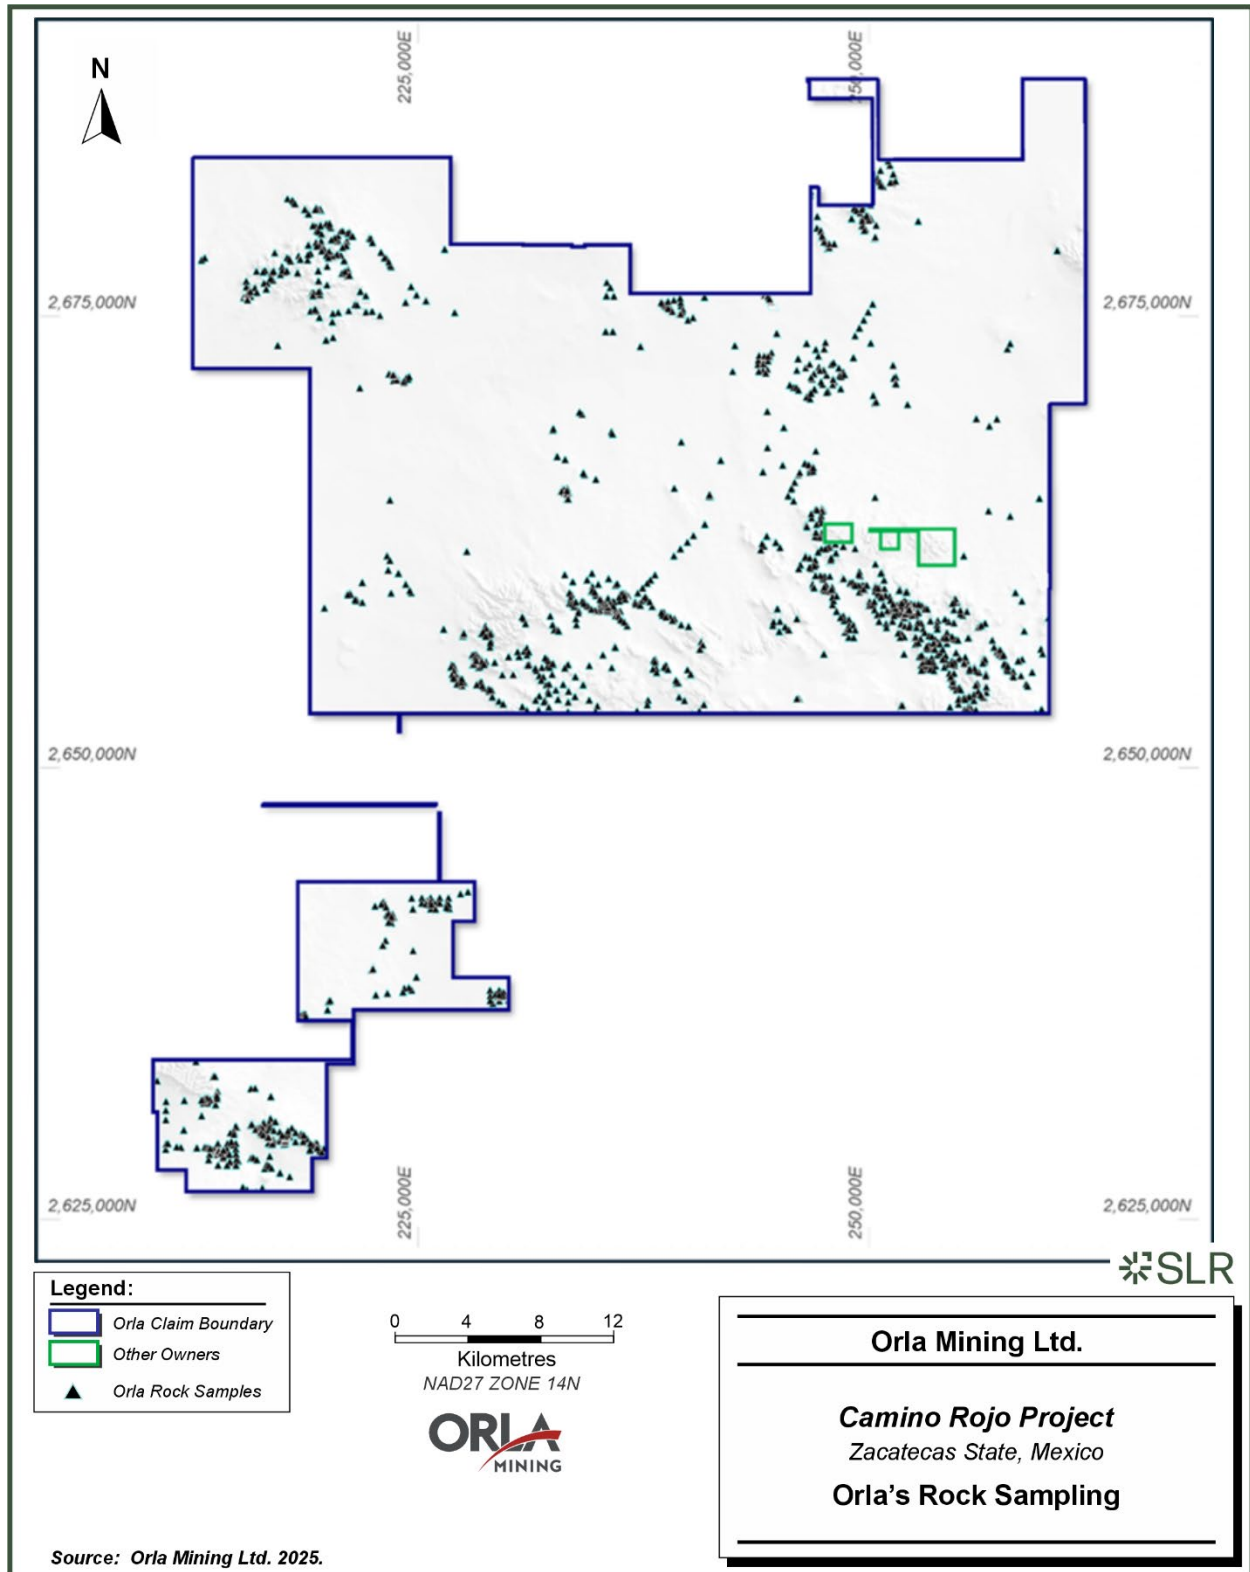 225,000E
250,000E
N
2,675,000N
2,675,000N
2,650,000N
2,650,000N
2,625,000N
2,625,000N
225,000E
250,000E
SLR
Legend:
Orla Claim Boundary
Other Owners
Orla Rock Samples
0 4 8 12
Kilometres
NAD27 ZONE 14N
ORLA
MINING
Orla Mining Ltd.
Camino Rojo Project
Zacatecas State, Mexico
Orla's Rock Sampling
Source: Orla Mining Ltd. 2025.